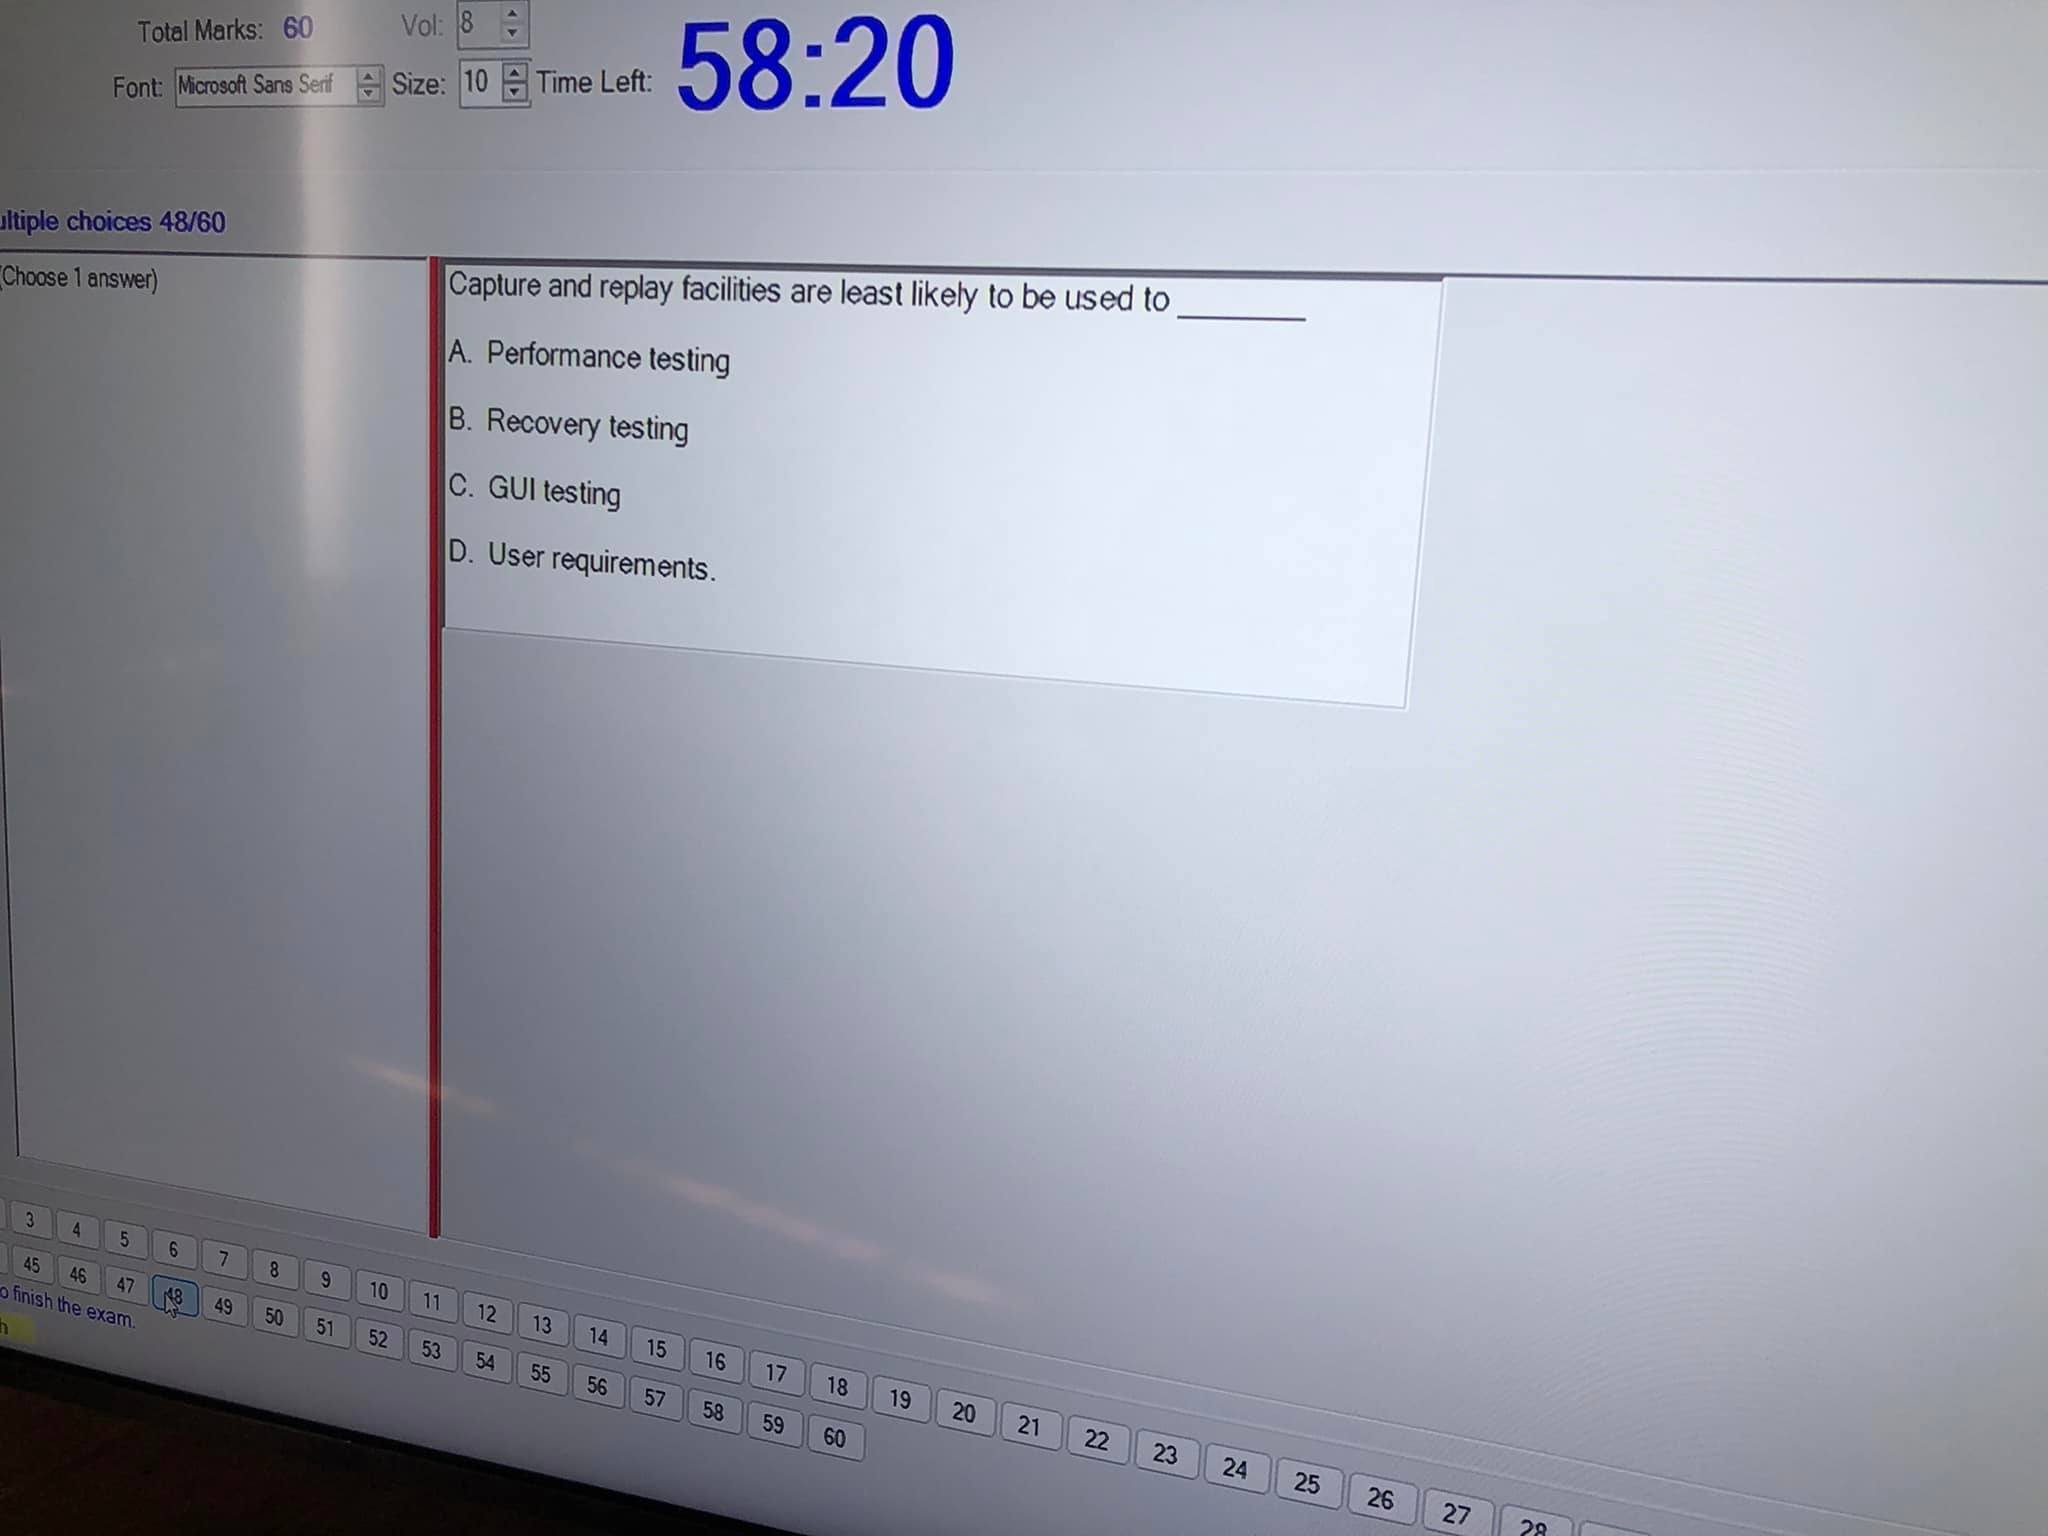 Total Marks: 60 Vol: 8
Font: Microsoft Sans Serif Size: 10 Time Left: 58:20
ultiple choices 48/60
(Choose 1 answer)
Capture and replay facilities are least likely to be used to ________
A. Performance testing
B. Recovery testing
C. GUI testing
D. User requirements.
3 4 5 6 7 8 9 10 11 12 13 14 15 16 17 18 19 20 21 22 23 24 25 26 27 28
45 46 47 48 49 50 51 52 53 54 55 56 57 58 59 60
o finish the exam.
h